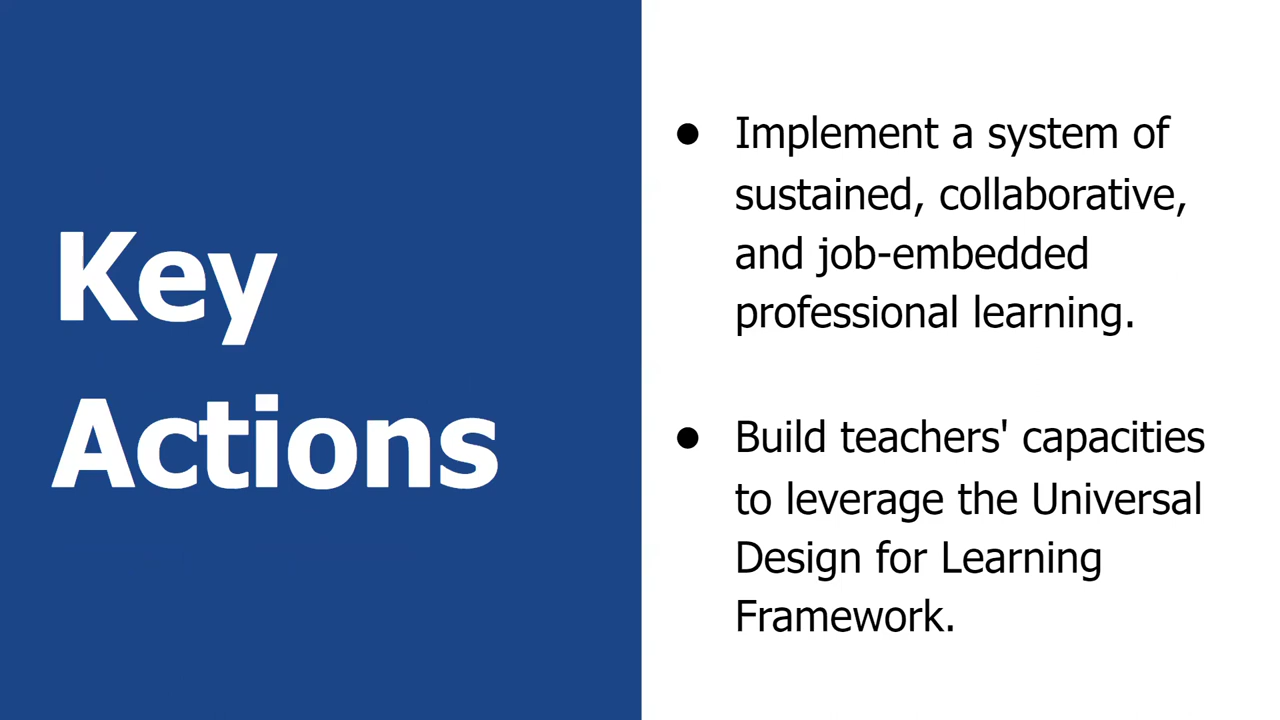 Key
Actions
● Implement a system of
sustained, collaborative,
and job-embedded
professional learning.
● Build teachers' capacities
to leverage the Universal
Design for Learning
Framework.